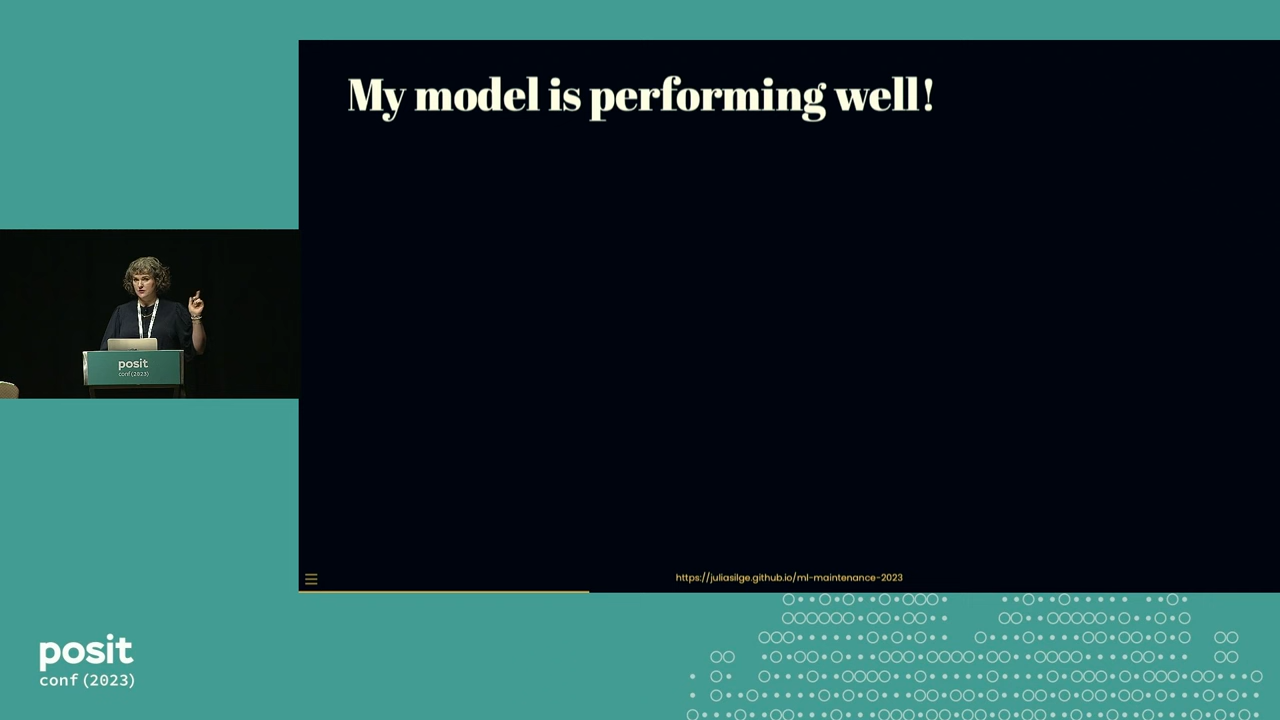 My model is performing well!
posit
conf(2023)
https://juliasilge.github.io/ml-maintenance-2023
posit
conf(2023)